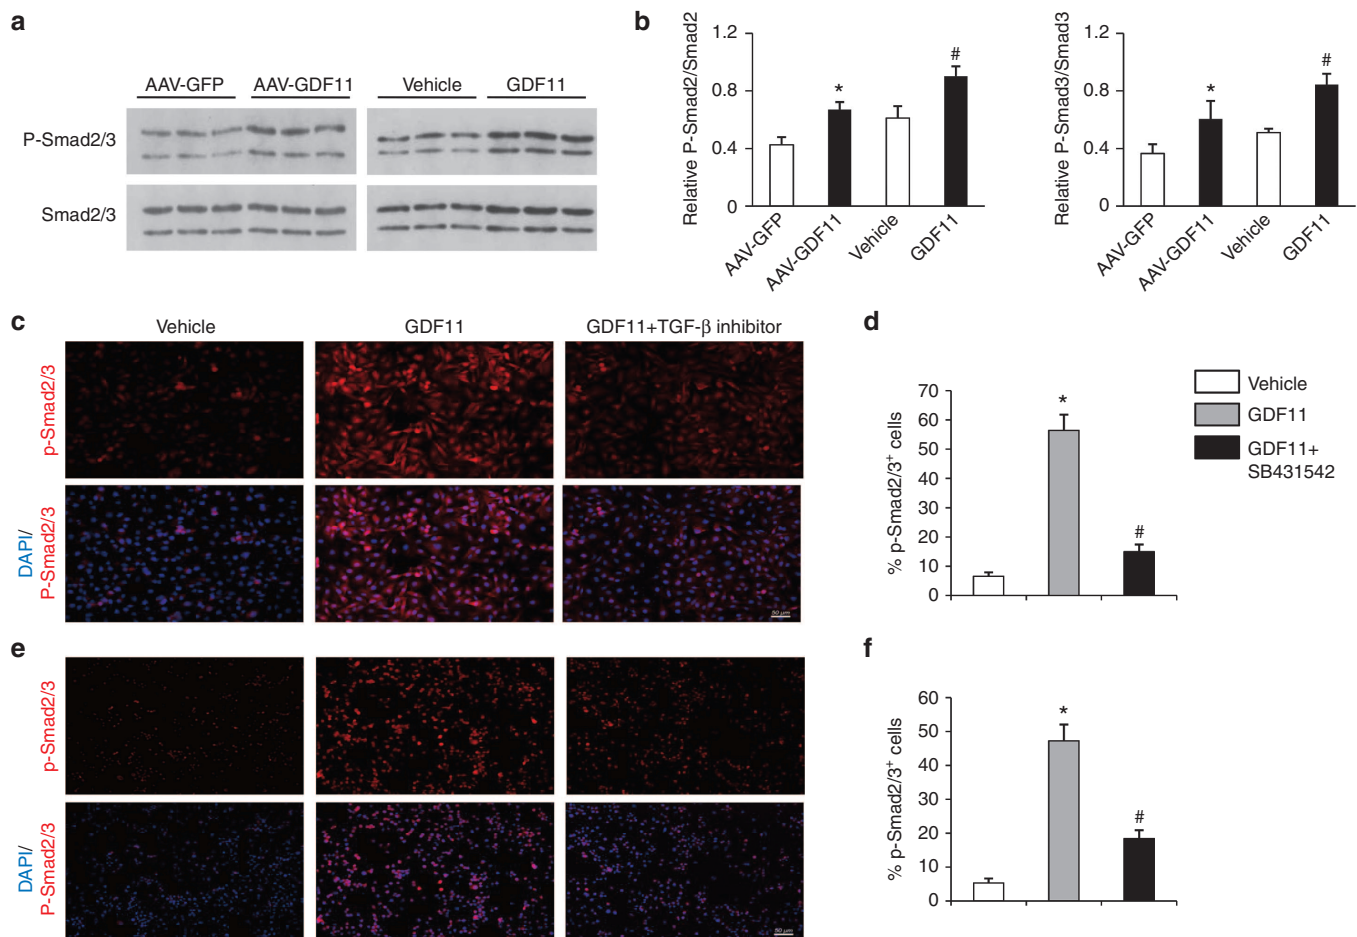 a
AAV-GFP AAV-GDF11 Vehicle GDF11
P-Smad2/3
Smad2/3
b
Relative P-Smad2/Smad2
1.2
0.8
0.4
0
*
#
AAV-GFP
AAV-GDF11
Vehicle
GDF11
Relative P-Smad3/Smad3
1.2
0.8
0.4
0
*
#
AAV-GFP
AAV-GDF11
Vehicle
GDF11
c
Vehicle GDF11 GDF11+TGF-β inhibitor
p-Smad2/3
DAPI/
P-Smad2/3
50 μm
d
% p-Smad2/3⁺ cells
70
60
50
40
30
20
10
0
*
#
Vehicle
GDF11
GDF11+
SB431542
e
p-Smad2/3
DAPI/
P-Smad2/3
50 μm
f
% p-Smad2/3⁺ cells
60
50
40
30
20
10
0
*
#